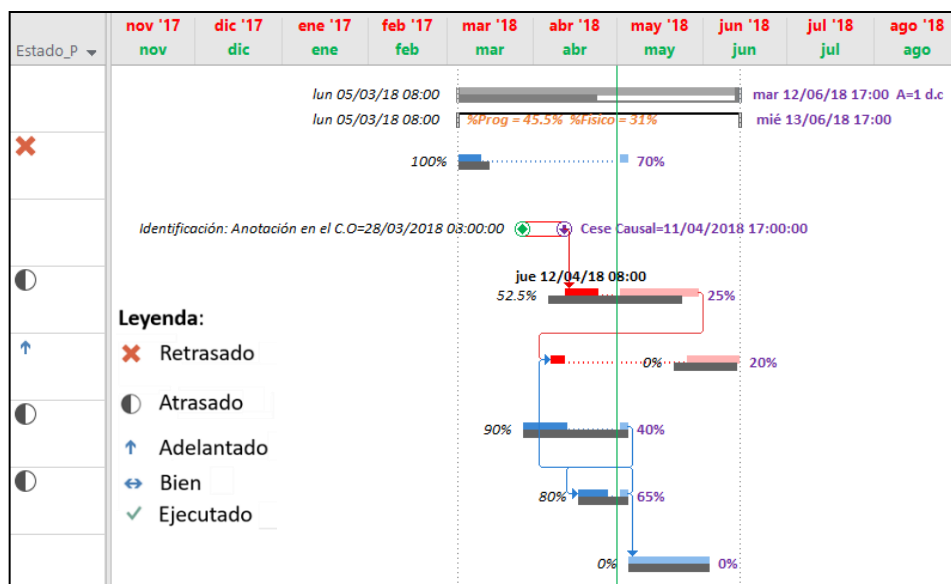 Estado_P
nov '17 dic '17 ene '17 feb '17 mar '18 abr '18 may '18 jun '18 jul '18 ago '18
nov dic ene feb mar abr may jun jul ago
lun 05/03/18 08:00 mar 12/06/18 17:00 A=1 d.c
lun 05/03/18 08:00 %Prog = 45.5% %Físico = 31% mié 13/06/18 17:00
100% 70%
Identificación: Anotación en el C.O=28/03/2018 03:00:00 Cese Causal=11/04/2018 17:00:00
jue 12/04/18 08:00
52.5% 25%
Leyenda:
Retrasado
0% 20%
Atrasado
90% 40%
Adelantado
Bien
80% 65%
Ejecutado
0% 0%